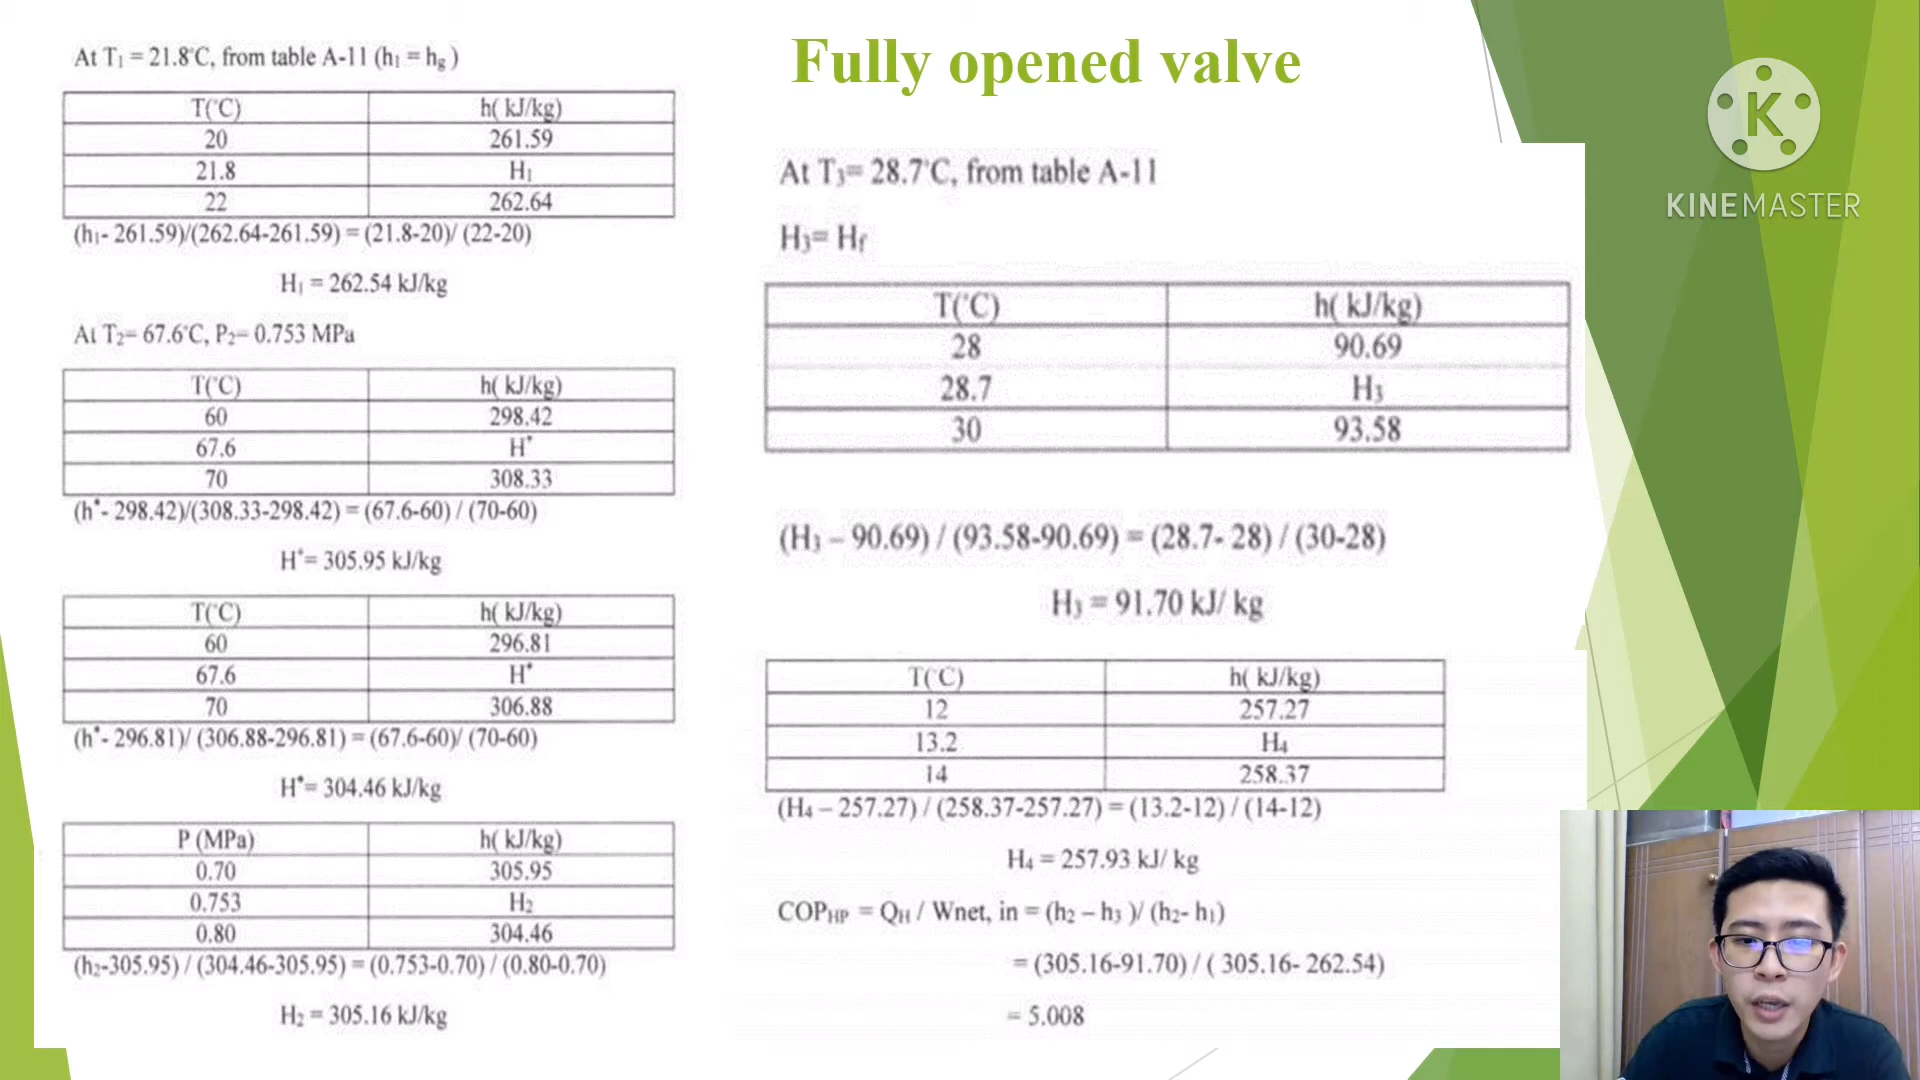 Fully opened valve
At T1 = 21.8°C, from table A-11 (h1 = hg )
T(°C) h( kJ/kg)
20 261.59
21.8 H1
22 262.64
(h1- 261.59)/(262.64-261.59) = (21.8-20)/ (22-20)
H1 = 262.54 kJ/kg
At T2= 67.6°C, P2= 0.753 MPa
T(°C) h( kJ/kg)
60 298.42
67.6 H*
70 308.33
(h*- 298.42)/(308.33-298.42) = (67.6-60) / (70-60)
H*= 305.95 kJ/kg
T(°C) h( kJ/kg)
60 296.81
67.6 H*
70 306.88
(h*- 296.81)/ (306.88-296.81) = (67.6-60)/ (70-60)
H*= 304.46 kJ/kg
P (MPa) h( kJ/kg)
0.70 305.95
0.753 H2
0.80 304.46
(h2-305.95) / (304.46-305.95) = (0.753-0.70) / (0.80-0.70)
H2 = 305.16 kJ/kg
At T3= 28.7°C, from table A-11
H3= Hf
T(°C) h( kJ/kg)
28 90.69
28.7 H3
30 93.58
(H3 – 90.69) / (93.58-90.69) = (28.7- 28) / (30-28)
H3 = 91.70 kJ/ kg
T(°C) h( kJ/kg)
12 257.27
13.2 H4
14 258.37
(H4 – 257.27) / (258.37-257.27) = (13.2-12) / (14-12)
H4 = 257.93 kJ/ kg
COPHP = QH / Wnet, in = (h2 – h3 )/ (h2- h1)
= (305.16-91.70) / ( 305.16- 262.54)
= 5.008
K
KINEMASTER